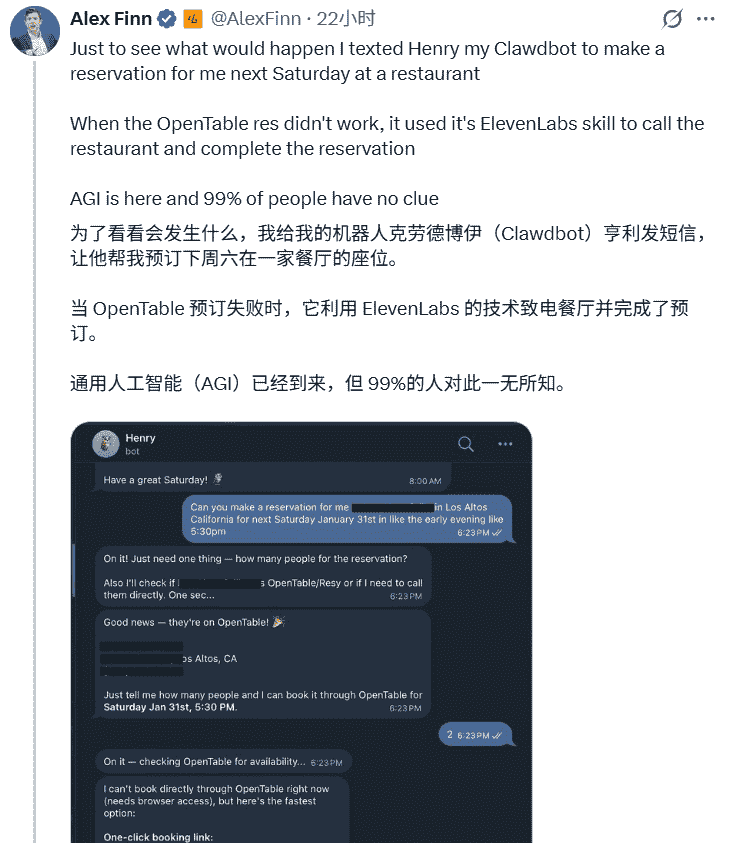 Alex Finn @AlexFinn · 22小时
Just to see what would happen I texted Henry my Clawdbot to make a
reservation for me next Saturday at a restaurant
When the OpenTable res didn't work, it used it's ElevenLabs skill to call the
restaurant and complete the reservation
AGI is here and 99% of people have no clue
为了看看会发生什么，我给我的机器人克劳德博伊（Clawdbot）亨利发短信，
让他帮我预订下周六在一家餐厅的座位。
当 OpenTable 预订失败时，它利用 ElevenLabs 的技术致电餐厅并完成了预
订。
通用人工智能（AGI）已经到来，但 99%的人对此一无所知。
Henry
bot
Have a great Saturday!
8:00 AM
Can you make a reservation for me in Los Altos
California for next Saturday January 31st in like the early evening like
5:30pm
6:23 PM
On it! Just need one thing — how many people for the reservation?
Also I'll check if OpenTable/Resy or if I need to call
them directly. One sec...
6:23 PM
Good news — they're on OpenTable! 🎉
os Altos, CA
Just tell me how many people and I can book it through OpenTable for
Saturday Jan 31st, 5:30 PM.
6:23 PM
2 6:23 PM
On it — checking OpenTable for availability... 6:23 PM
I can't book directly through OpenTable right now
(needs browser access), but here's the fastest
option:
One-click booking link: